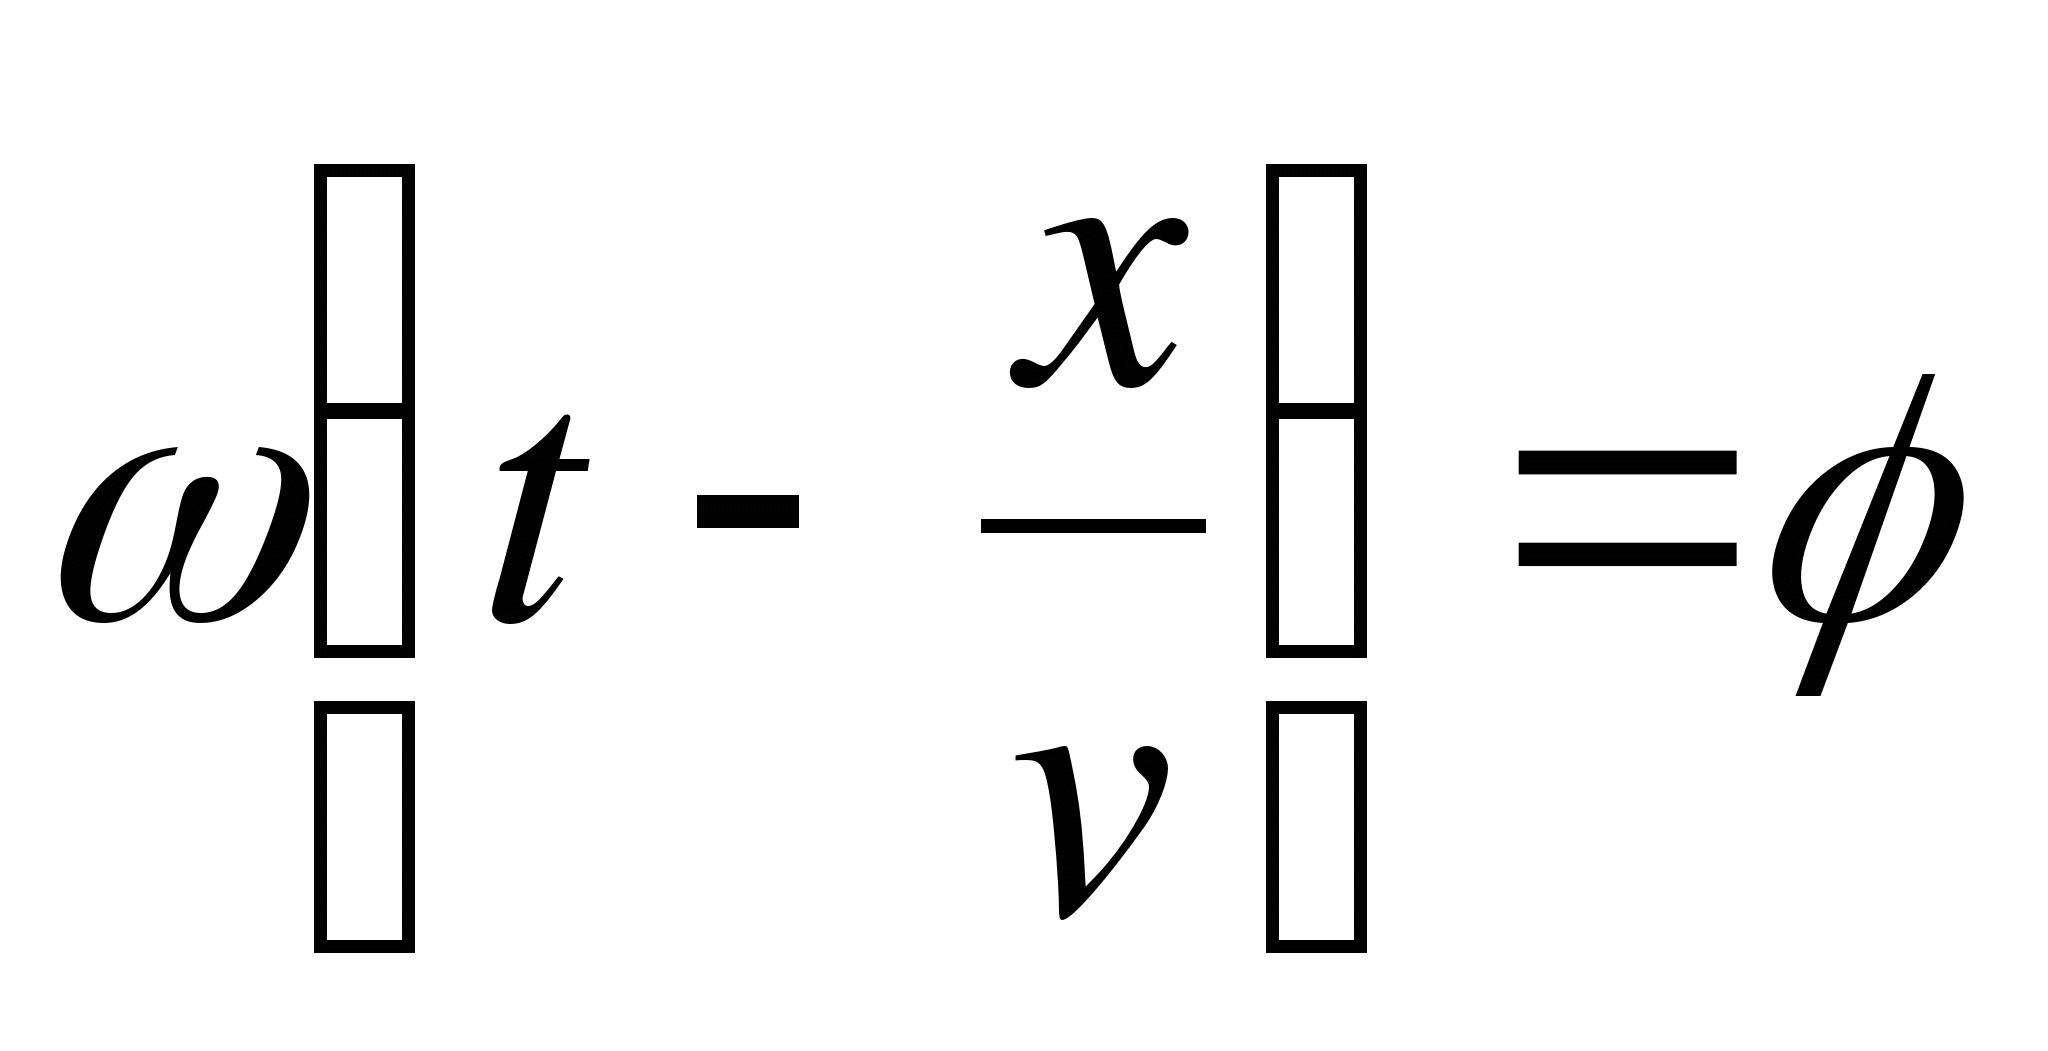 ω(t - x/v) = ϕ